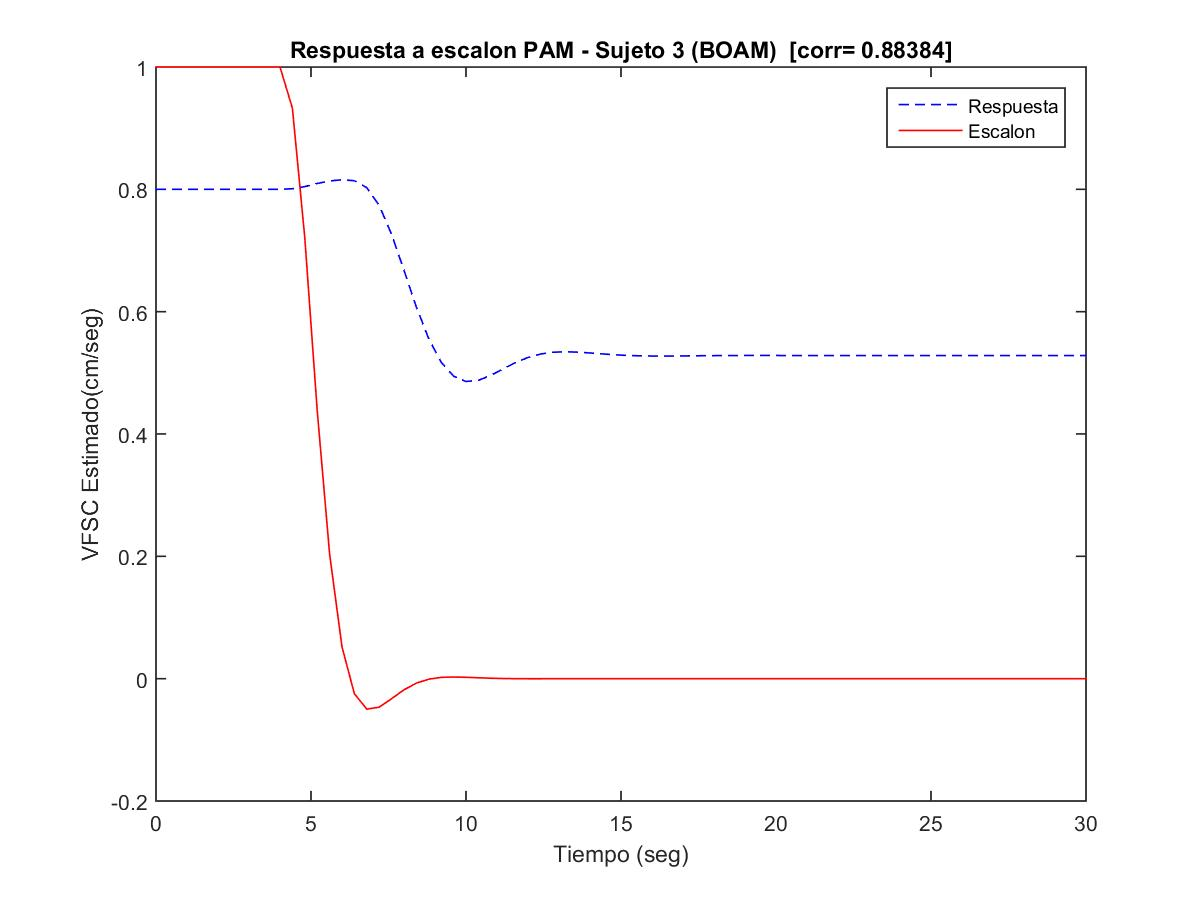 Respuesta a escalon PAM - Sujeto 3 (BOAM)  [corr= 0.88384]
Respuesta
Escalon
VFSC Estimado(cm/seg)
1
0.8
0.6
0.4
0.2
0
-0.2
0 5 10 15 20 25 30
Tiempo (seg)